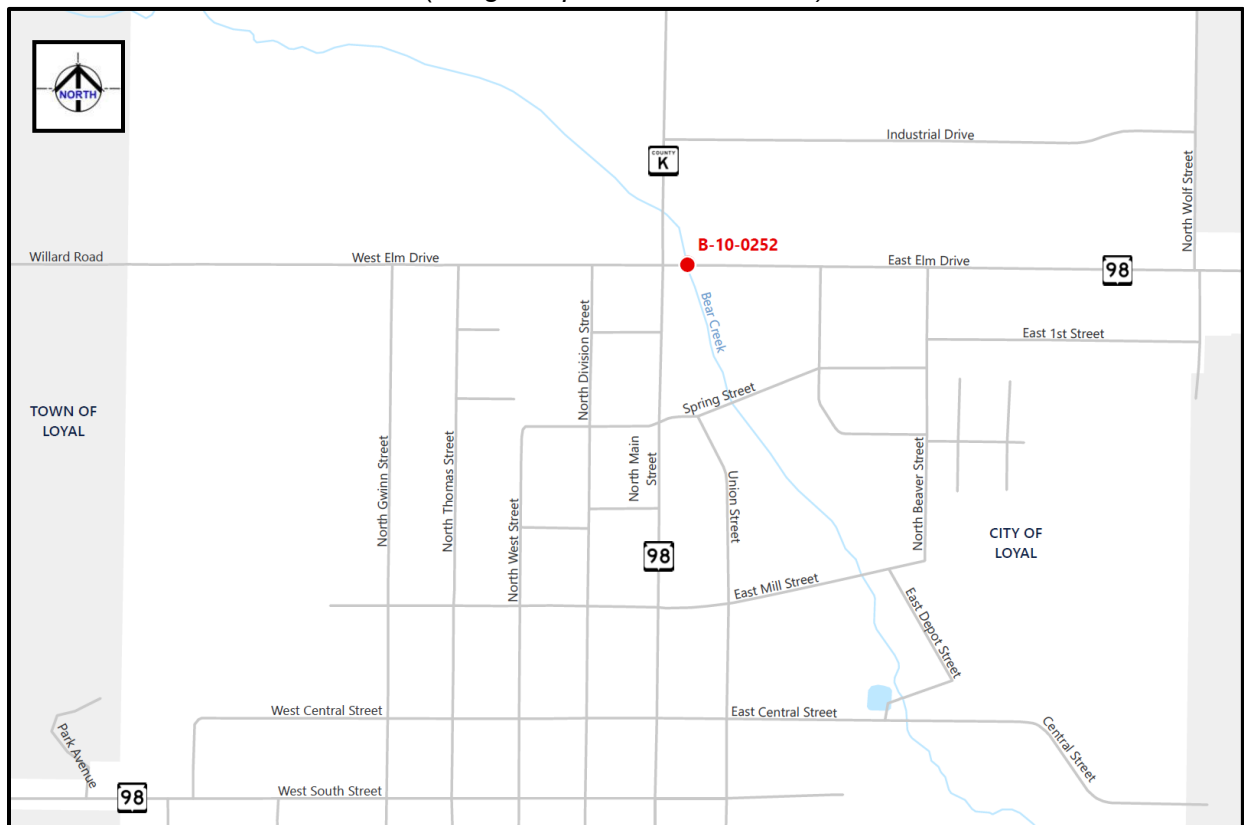 NORTH
Industrial Drive
COUNTY
K
North Wolf Street
B-10-0252
Willard Road
West Elm Drive
East Elm Drive
98
Bear Creek
North Division Street
East 1st Street
TOWN OF
LOYAL
Spring Street
North Gwinn Street
North Thomas Street
North Main
Street
North Beaver Street
Union Street
North West Street
CITY OF
LOYAL
98
East Mill Street
East Depot Street
West Central Street
East Central Street
Park Avenue
Central Street
98
West South Street